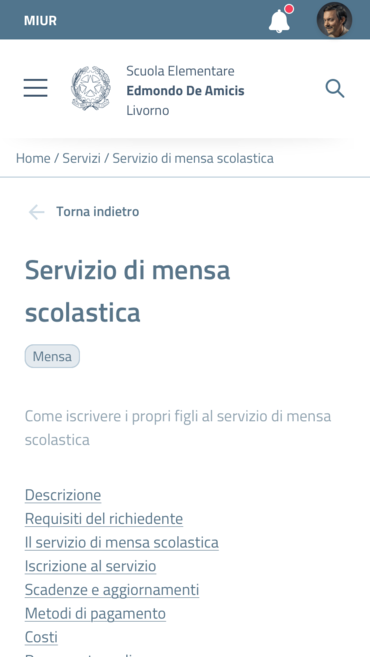 MIUR
Scuola Elementare
Edmondo De Amicis
Livorno
Home / Servizi / Servizio di mensa scolastica
Torna indietro
Servizio di mensa
scolastica
Mensa
Come iscrivere i propri figli al servizio di mensa
scolastica
Descrizione
Requisiti del richiedente
Il servizio di mensa scolastica
Iscrizione al servizio
Scadenze e aggiornamenti
Metodi di pagamento
Costi